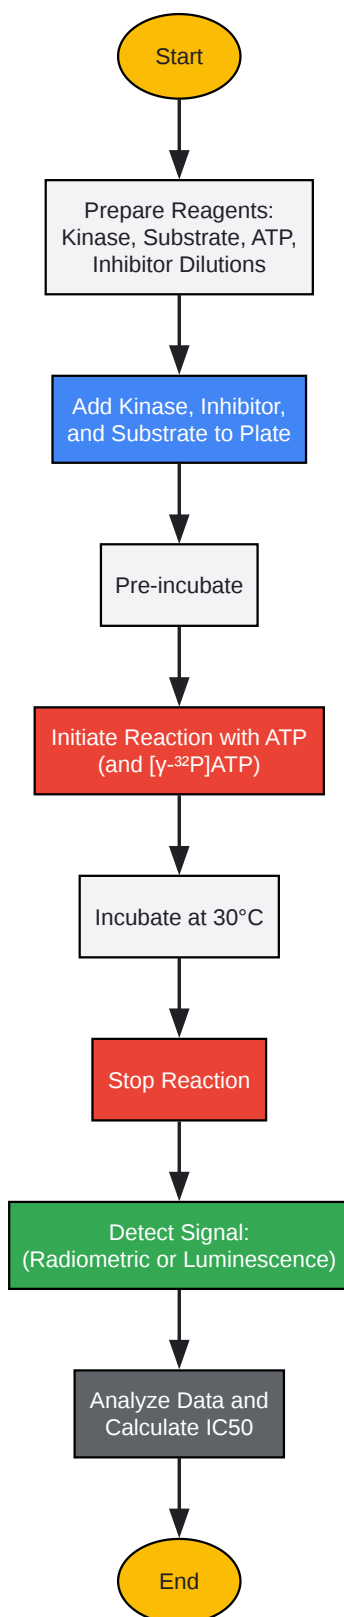 Start
Prepare Reagents:
Kinase, Substrate, ATP,
Inhibitor Dilutions
Add Kinase, Inhibitor,
and Substrate to Plate
Pre-incubate
Initiate Reaction with ATP
(and [γ-³²P]ATP)
Incubate at 30°C
Stop Reaction
Detect Signal:
(Radiometric or Luminescence)
Analyze Data and
Calculate IC50
End